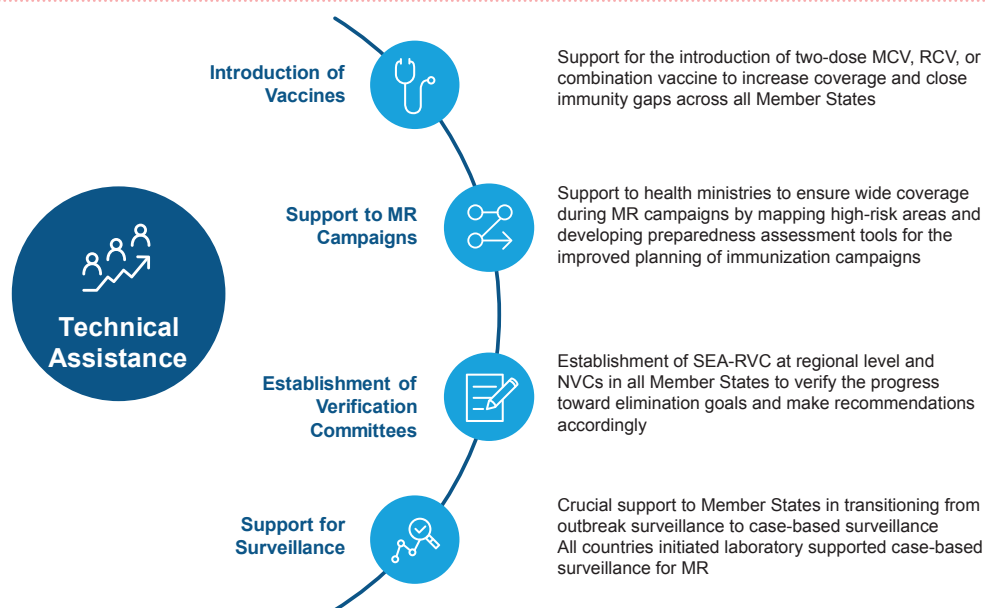 Technical
Assistance
Introduction of
Vaccines
Support for the introduction of two-dose MCV, RCV, or
combination vaccine to increase coverage and close
immunity gaps across all Member States
Support to MR
Campaigns
Support to health ministries to ensure wide coverage
during MR campaigns by mapping high-risk areas and
developing preparedness assessment tools for the
improved planning of immunization campaigns
Establishment of
Verification
Committees
Establishment of SEA-RVC at regional level and
NVCs in all Member States to verify the progress
toward elimination goals and make recommendations
accordingly
Support for
Surveillance
Crucial support to Member States in transitioning from
outbreak surveillance to case-based surveillance
All countries initiated laboratory supported case-based
surveillance for MR